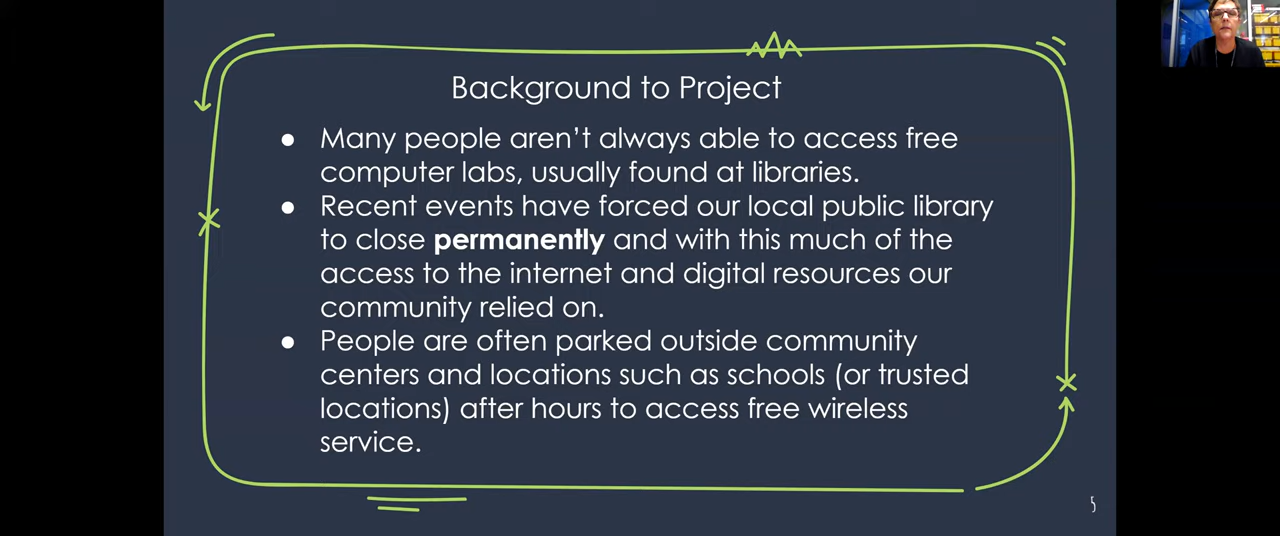 Background to Project
● Many people aren't always able to access free
computer labs, usually found at libraries.
● Recent events have forced our local public library
to close permanently and with this much of the
access to the internet and digital resources our
community relied on.
● People are often parked outside community
centers and locations such as schools (or trusted
locations) after hours to access free wireless
service.
5